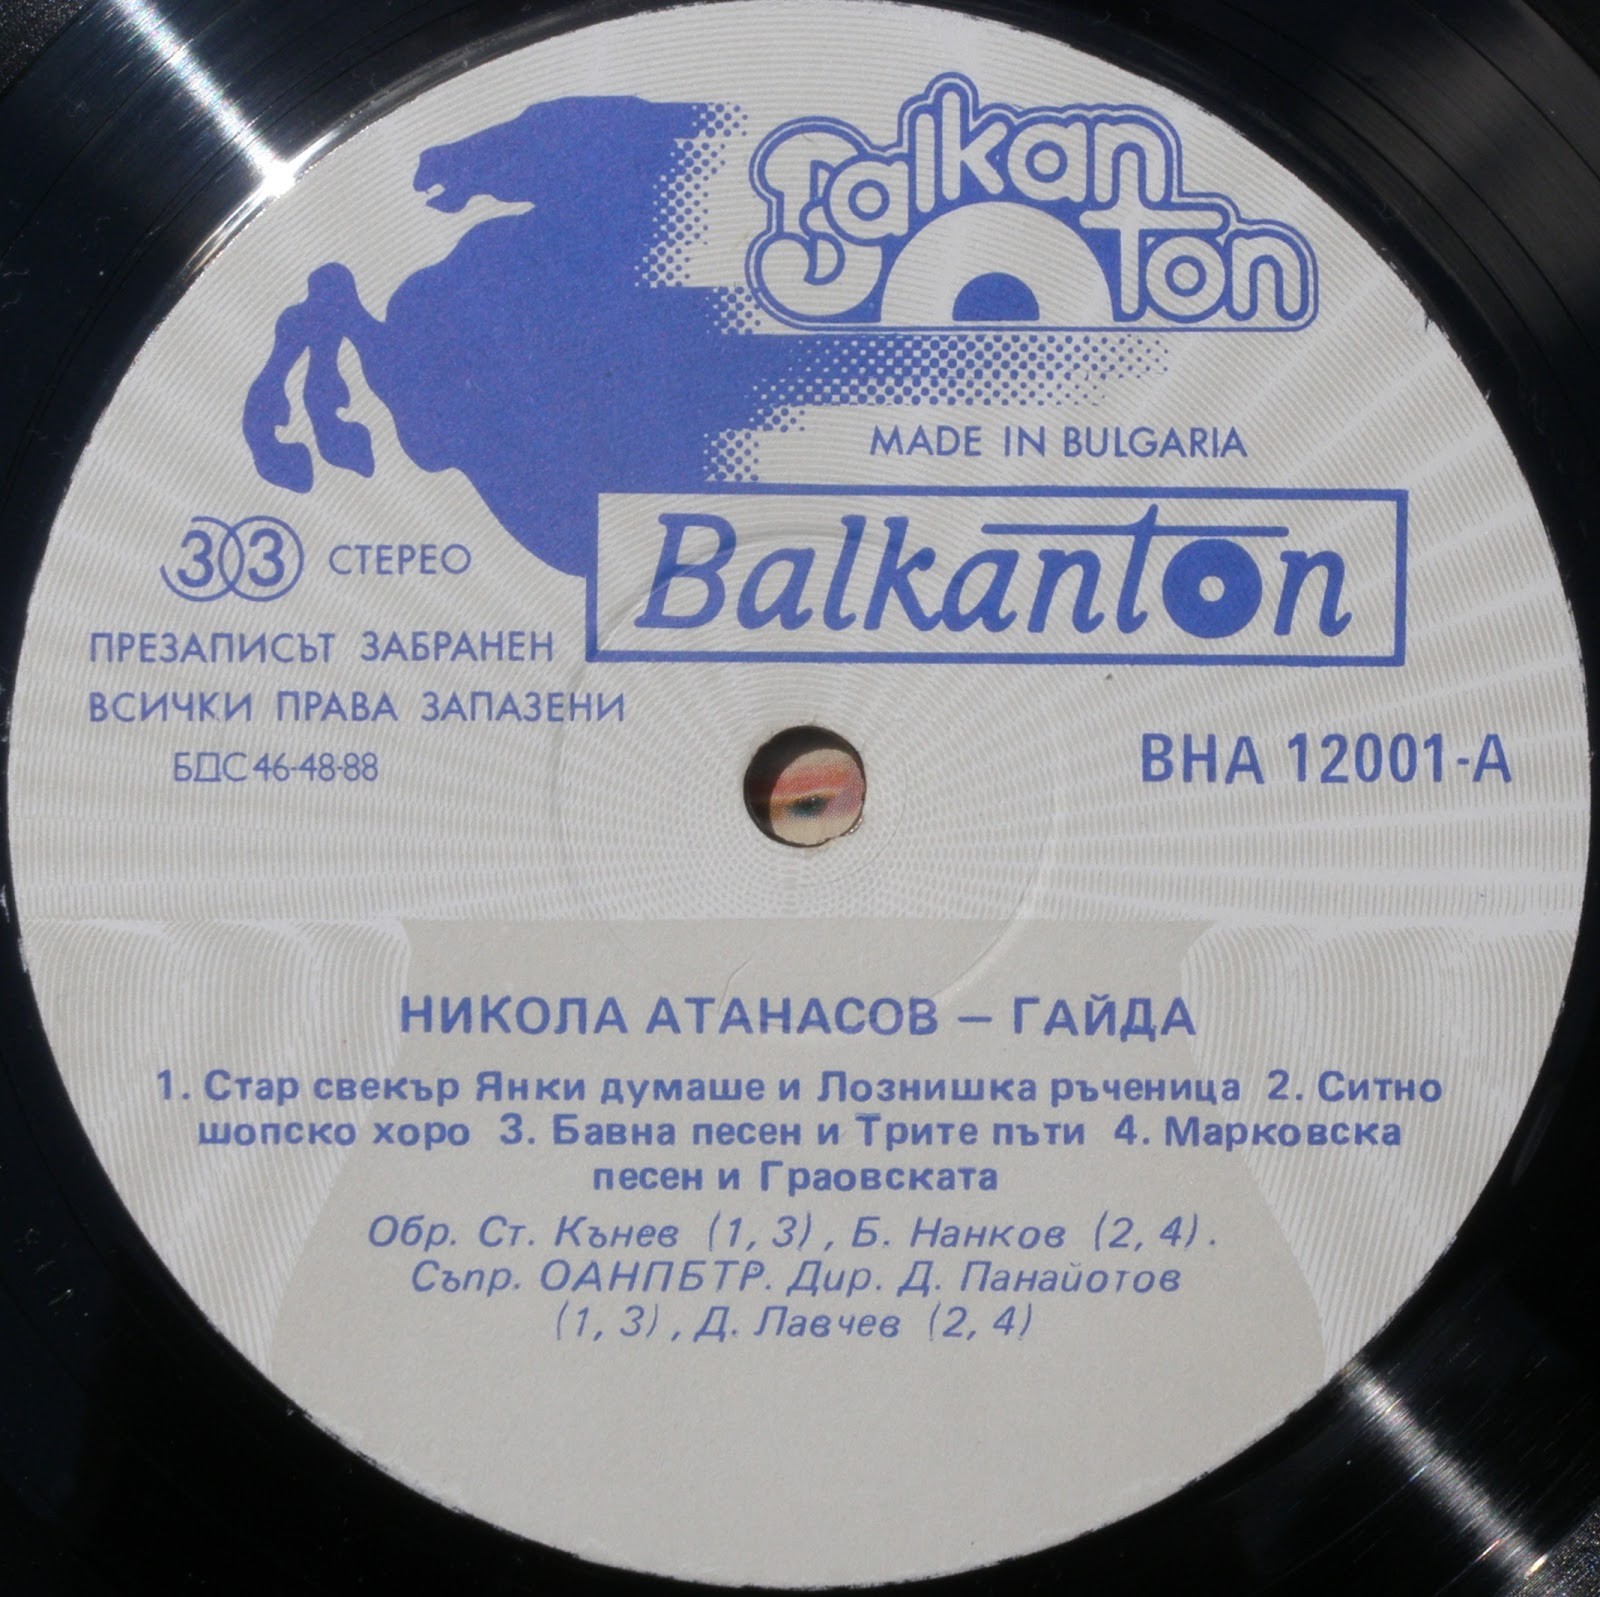 Balkanton
MADE IN BULGARIA
Balkanton
33 СТЕРЕО
ПРЕЗАПИСЪТ ЗАБРАНЕН
ВСИЧКИ ПРАВА ЗАПАЗЕНИ
БДС 46-48-88
ВНА 12001-А
НИКОЛА АТАНАСОВ – ГАЙДА
1. Стар свекър Янки думаше и Лознишка ръченица 2. Ситно
шопско хоро 3. Бавна песен и Трите пъти 4. Марковска
песен и Граовската
Обр. Ст. Кънев (1, 3), Б. Нанков (2, 4).
Съпр. ОАНПБТР. Дир. Д. Панайотов
(1, 3), Д. Лавчев (2, 4)